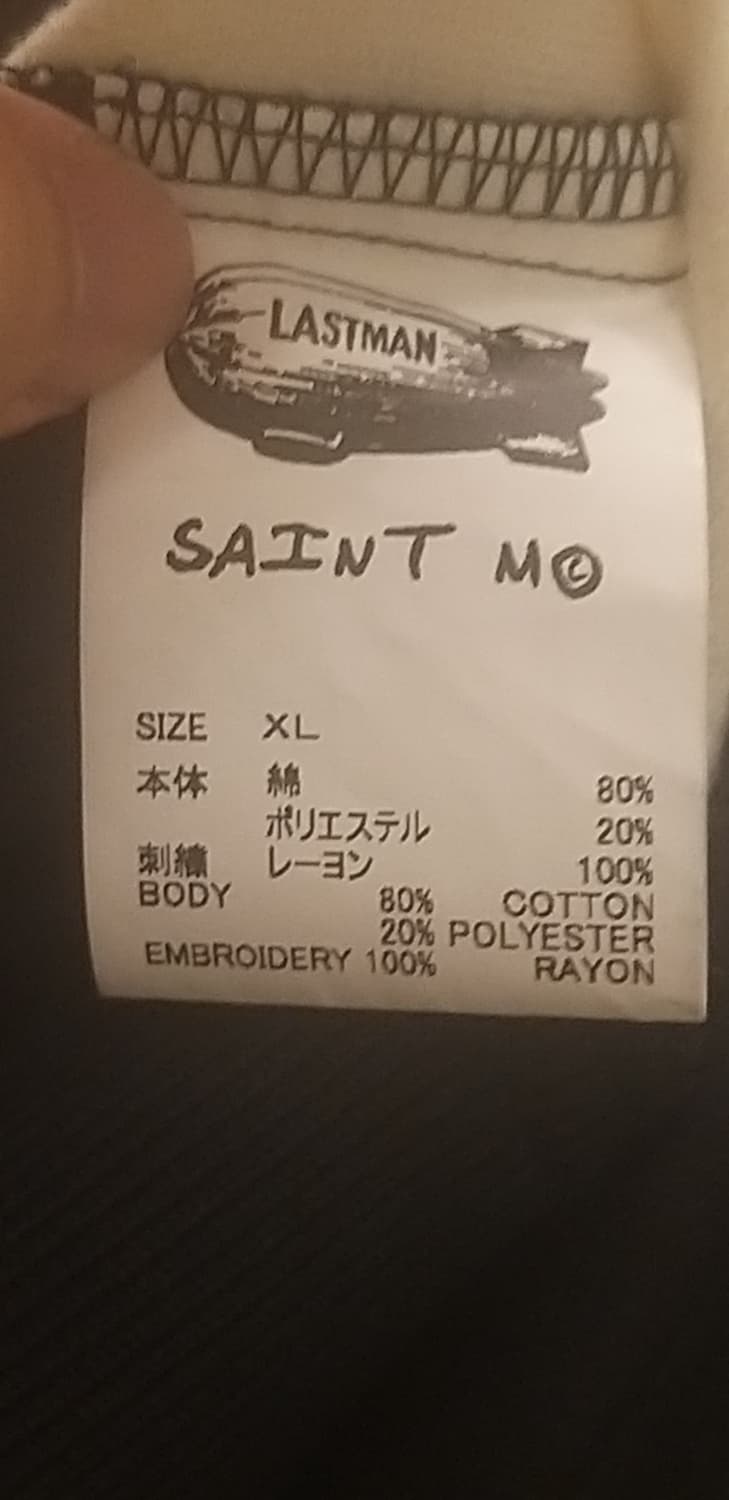 LASTMAN
SAINT M©
SIZE XL
本体 綿 80%
ポリエステル 20%
刺繍 レーヨン 100%
BODY 80% COTTON
20% POLYESTER
EMBROIDERY 100% RAYON